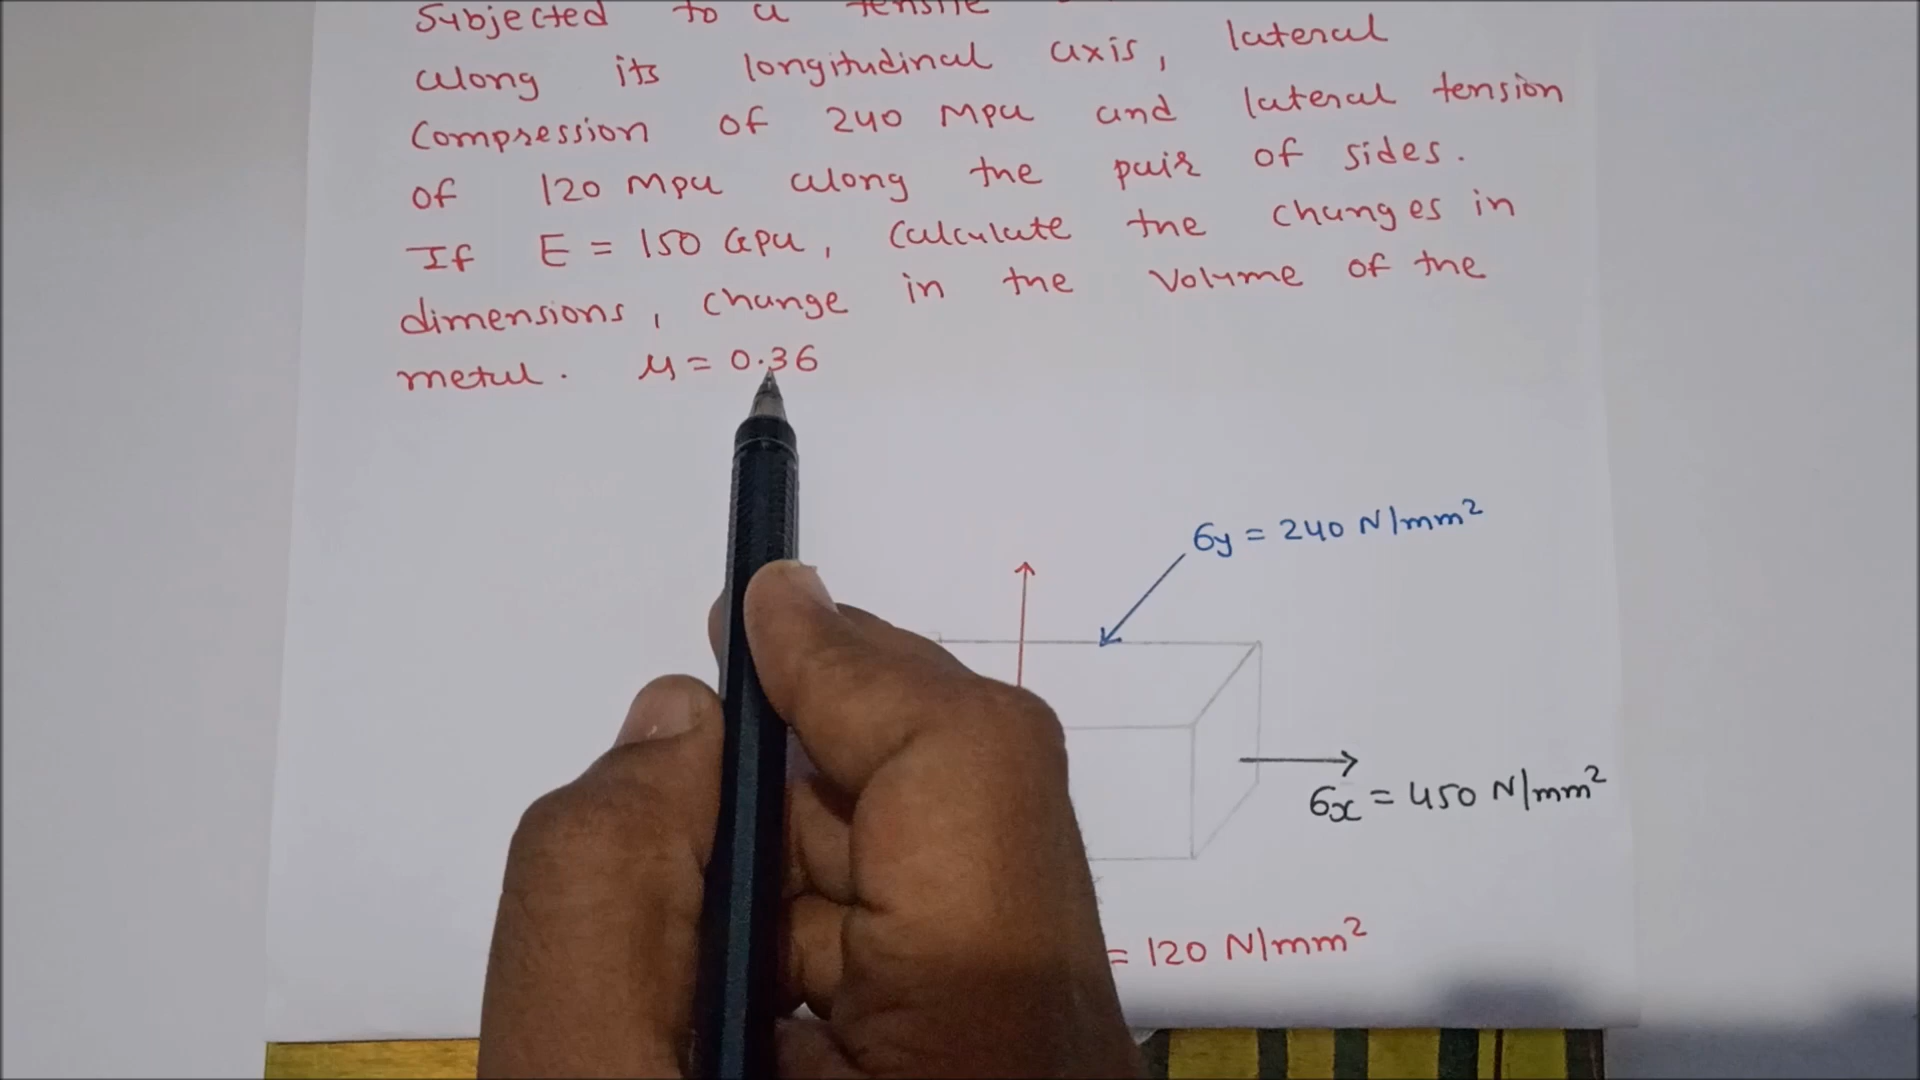 Subjected to a tensile
along its longitudinal axis, lateral
Compression of 240 Mpa and lateral tension
of 120 Mpa along the pair of sides.
If E = 150 Gpa, Calculate the changes in
dimensions, change in the volume of the
metal. μ = 0.36
σy = 240 N/mm²
σx = 450 N/mm²
= 120 N/mm²